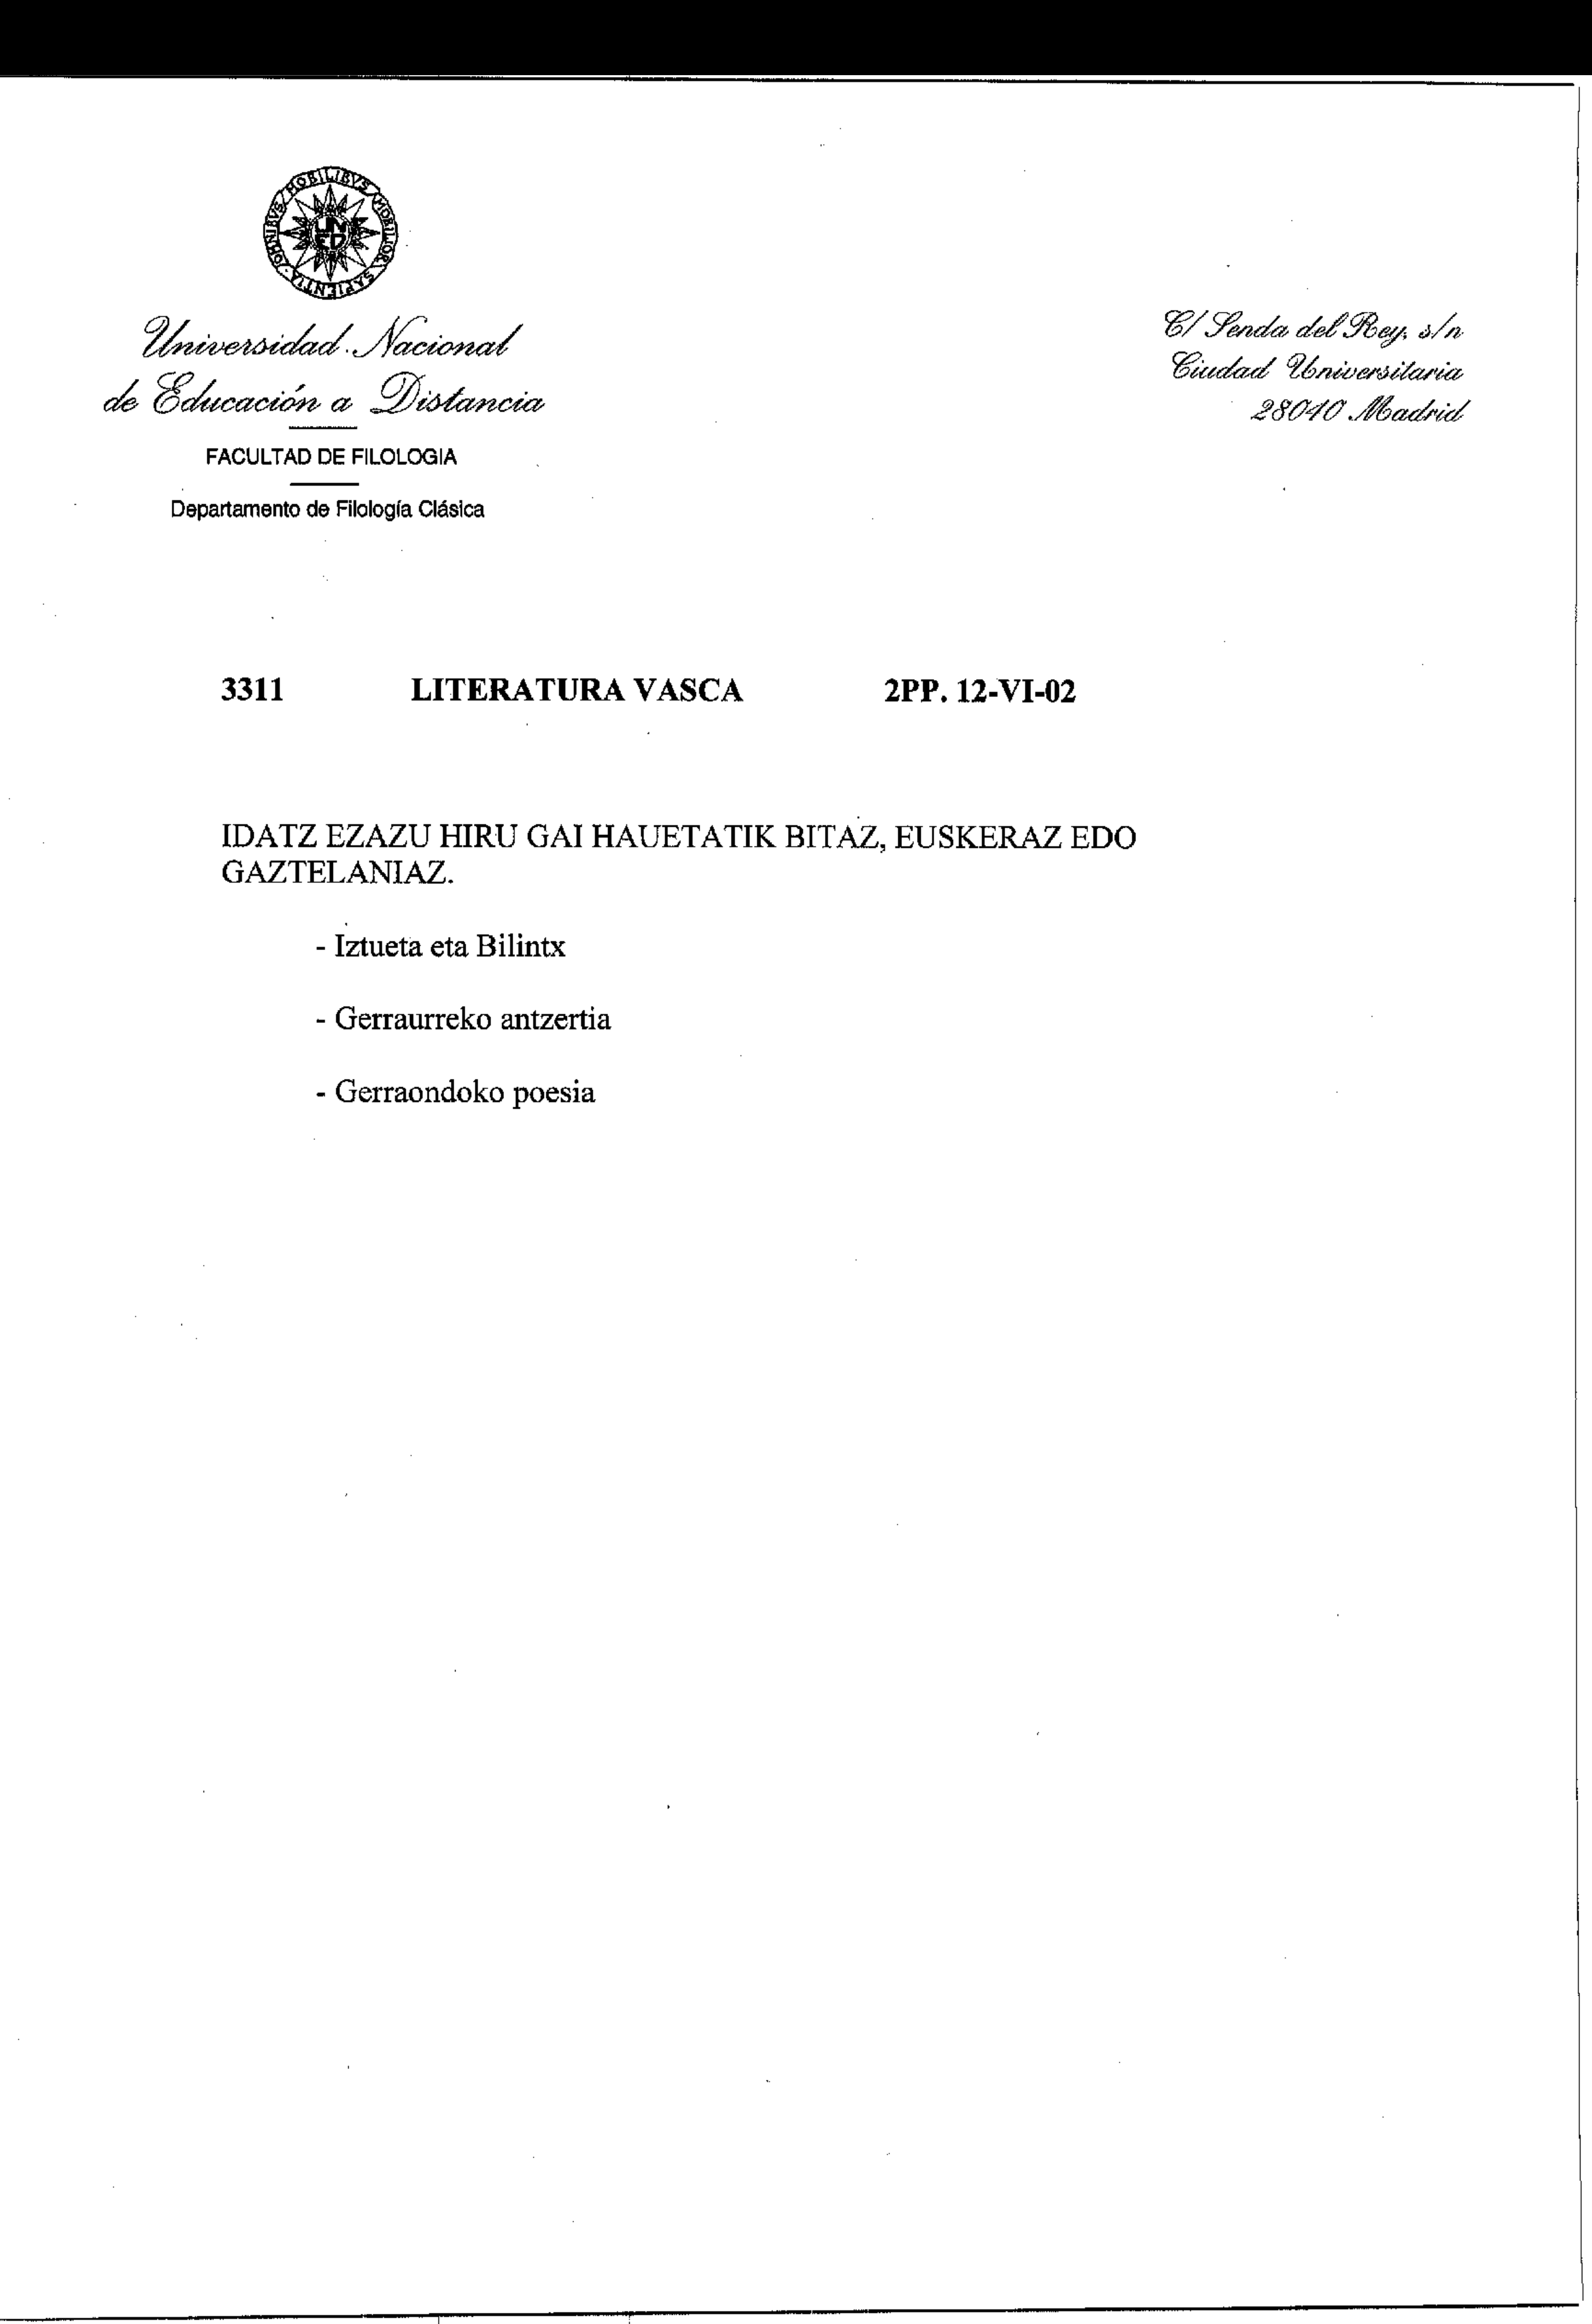 OMNIBVS MOBILIBVS MOBILIOR SAPIENTIA
UN
ED
Universidad Nacional
de Educación a Distancia
FACULTAD DE FILOLOGIA
Departamento de Filología Clásica
C/ Senda del Rey, s/n
Ciudad Universitaria
28040 Madrid
3311 LITERATURA VASCA 2PP. 12-VI-02
IDATZ EZAZU HIRU GAI HAUETATIK BITAZ, EUSKERAZ EDO
GAZTELANIAZ.
- Iztueta eta Bilintx
- Gerraurreko antzertia
- Gerraondoko poesia